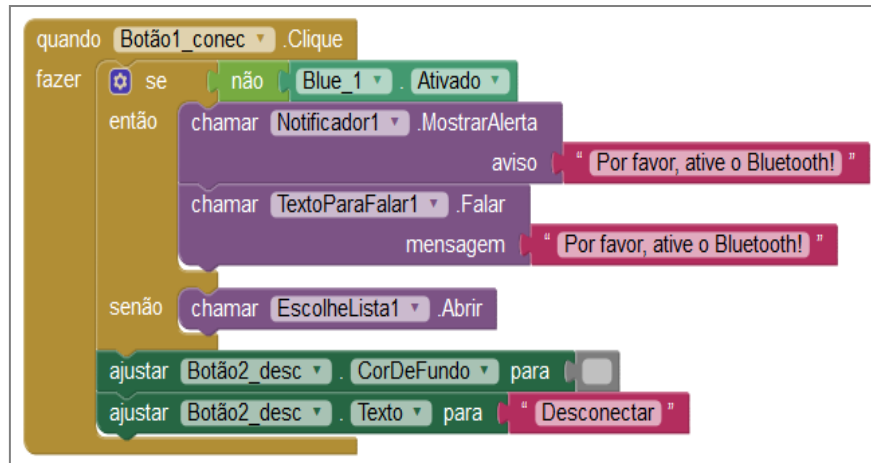 quando Botão1_conec .Clique
fazer se não Blue_1 . Ativado
então chamar Notificador1 .MostrarAlerta
aviso " Por favor, ative o Bluetooth! "
chamar TextoParaFalar1 .Falar
mensagem " Por favor, ative o Bluetooth! "
senão chamar EscolheLista1 .Abrir
ajustar Botão2_desc . CorDeFundo para
ajustar Botão2_desc . Texto para " Desconectar "